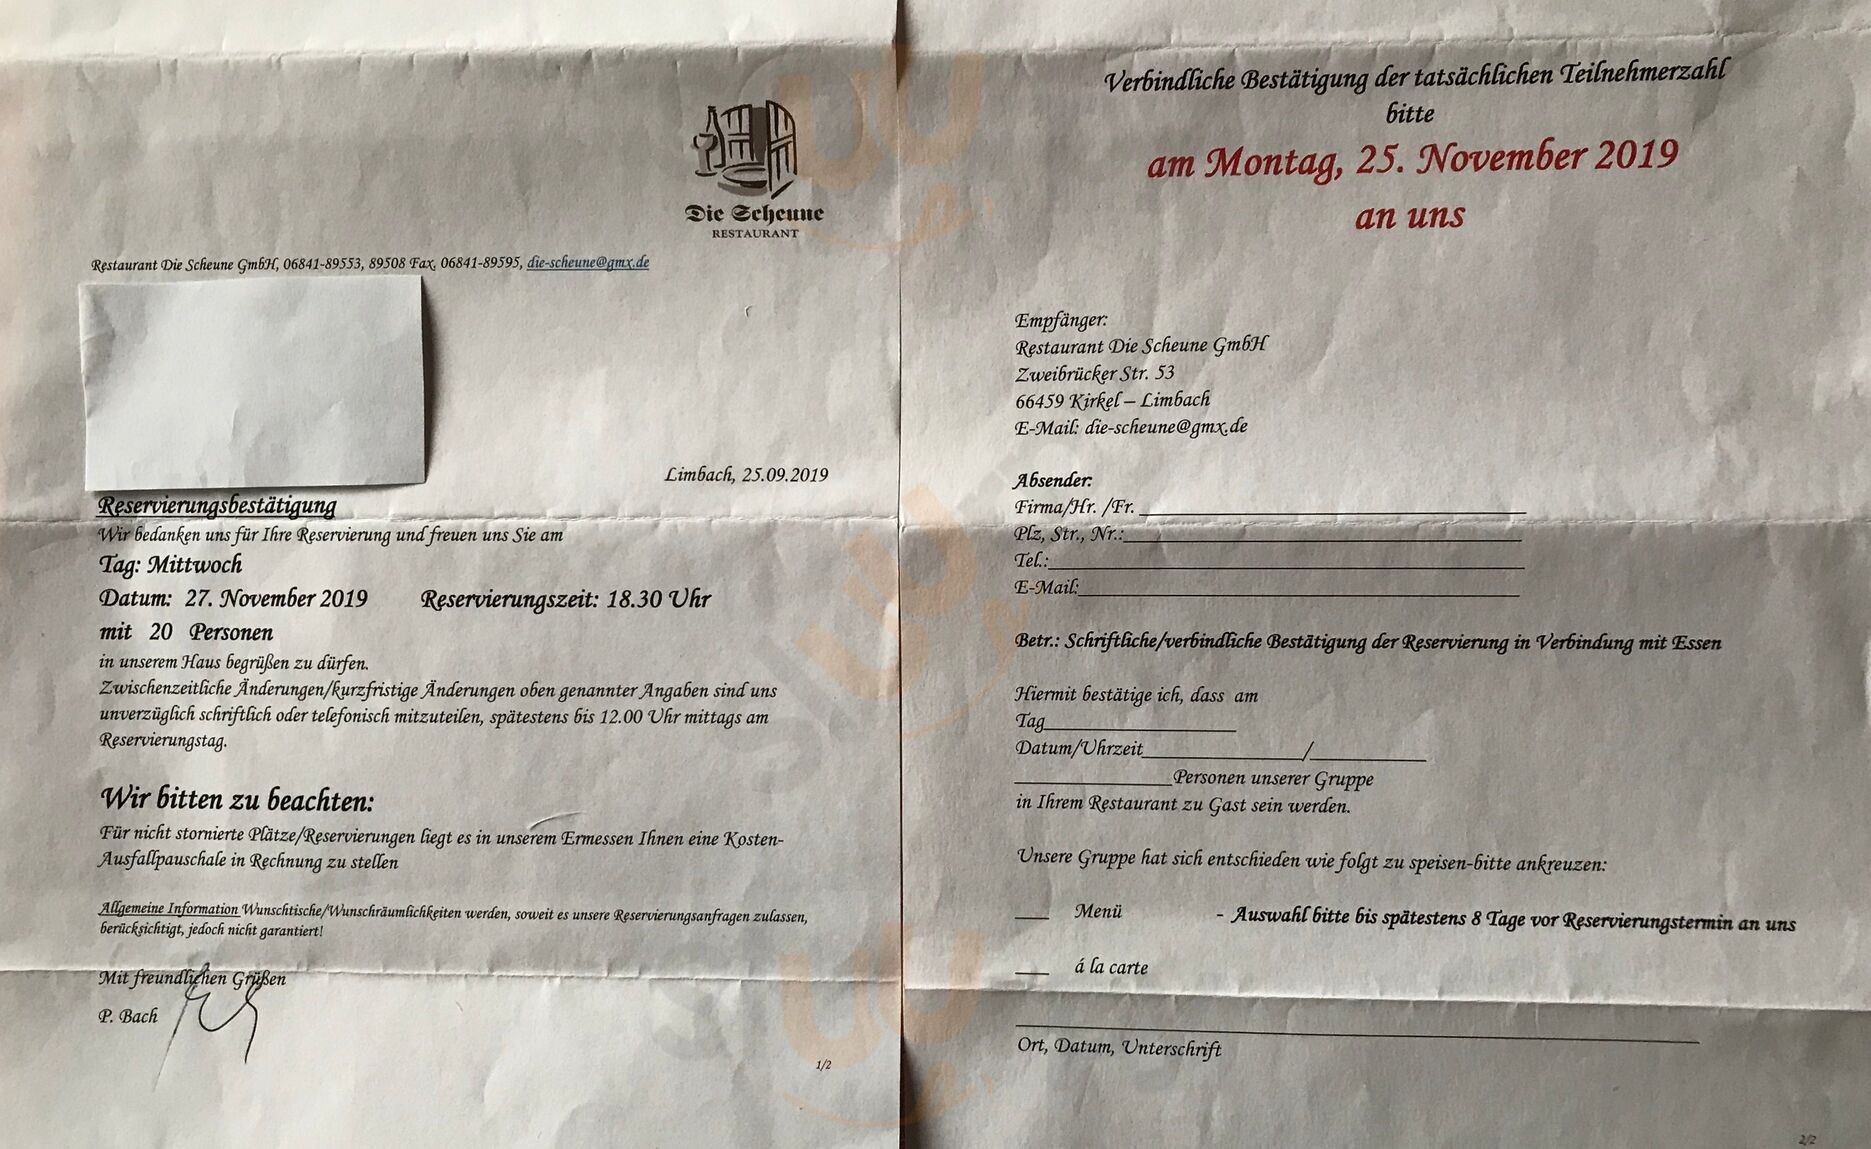 Die Scheune
RESTAURANT
Restaurant Die Scheune GmbH, 06841-89553, 89508 Fax, 06841-89595, die-scheune@gmx.de
Limbach, 25.09.2019
Reservierungsbestätigung
Wir bedanken uns für Ihre Reservierung und freuen uns Sie am
Tag: Mittwoch
Datum: 27. November 2019 Reservierungszeit: 18.30 Uhr
mit 20 Personen
in unserem Haus begrüßen zu dürfen.
Zwischenzeitliche Änderungen/kurzfristige Änderungen oben genannter Angaben sind uns
unverzüglich schriftlich oder telefonisch mitzuteilen, spätestens bis 12.00 Uhr mittags am
Reservierungstag.
Wir bitten zu beachten:
Für nicht stornierte Plätze/Reservierungen liegt es in unserem Ermessen Ihnen eine Kosten-
Ausfallpauschale in Rechnung zu stellen
Allgemeine Information Wunschtische/Wunschräumlichkeiten werden, soweit es unsere Reservierungsanfragen zulassen,
berücksichtigt, jedoch nicht garantiert!
Mit freundlichen Grüßen
P. Bach
1/2
Verbindliche Bestätigung der tatsächlichen Teilnehmerzahl
bitte
am Montag, 25. November 2019
an uns
Empfänger:
Restaurant Die Scheune GmbH
Zweibrücker Str. 53
66459 Kirkel – Limbach
E-Mail: die-scheune@gmx.de
Absender:
Firma/Hr. /Fr.
Plz, Str., Nr.:
Tel.:
E-Mail:
Betr.: Schriftliche/verbindliche Bestätigung der Reservierung in Verbindung mit Essen
Hiermit bestätige ich, dass am
Tag
Datum/Uhrzeit /
Personen unserer Gruppe
in Ihrem Restaurant zu Gast sein werden.
Unsere Gruppe hat sich entschieden wie folgt zu speisen-bitte ankreuzen:
Menü - Auswahl bitte bis spätestens 8 Tage vor Reservierungstermin an uns
á la carte
Ort, Datum, Unterschrift
2/2